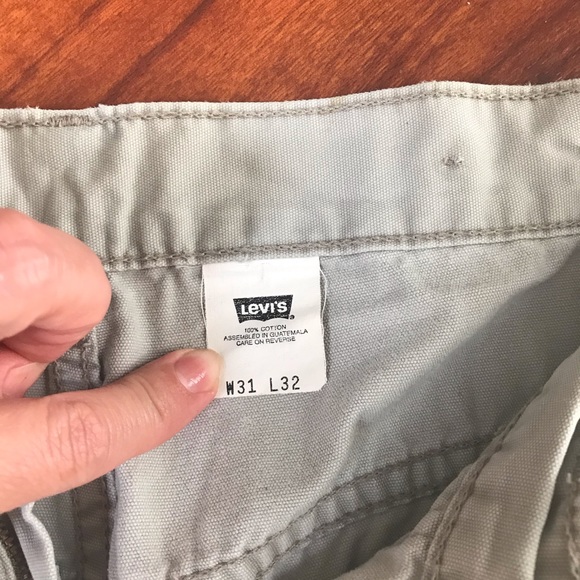 LEVI'S
100% COTTON
ASSEMBLED IN GUATEMALA
CARE ON REVERSE
W31 L32